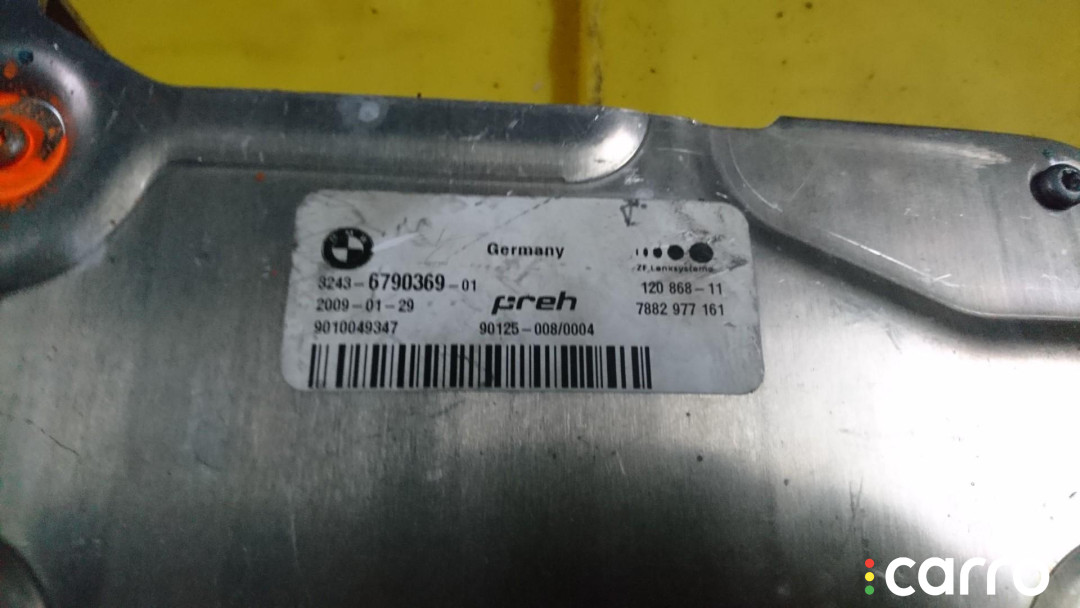 Germany
ZF Lenksysteme
3243-6790369-01
preh
120 868-11
2009-01-29
7882 977 161
9010049347
90125-008/0004
carro